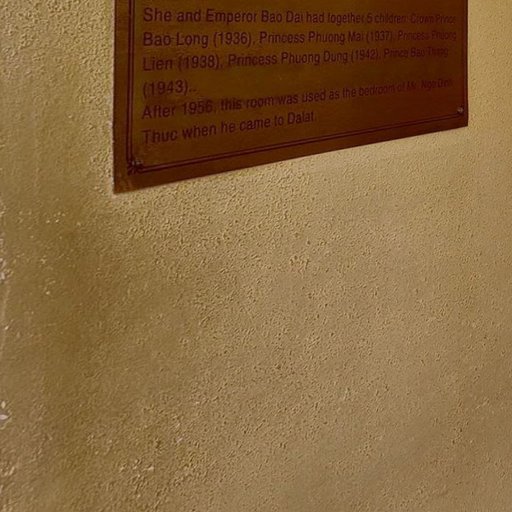 She and Emperor Bao Dai had together 5 children: Crown Prince
Bao Long (1936), Princess Phuong Mai (1937), Princess Phuong
Lien (1938), Princess Phuong Dung (1942), Prince Bao Thang
(1943)..
After 1956, this room was used as the bedroom of Mr. Ngo Dinh
Thuc when he came to Dalat.